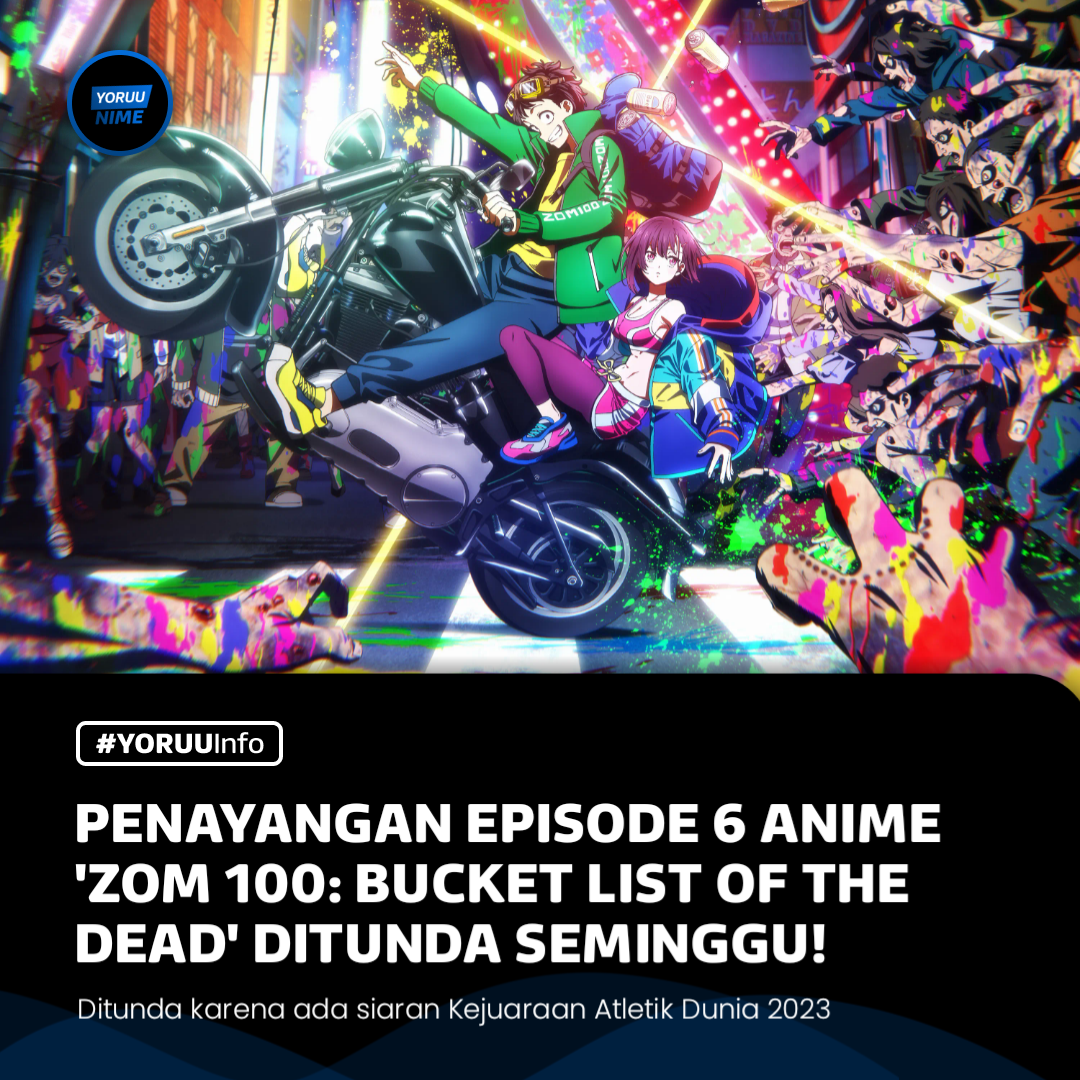 YORUU
NIME
ZOM100
#YORUUInfo
PENAYANGAN EPISODE 6 ANIME
'ZOM 100: BUCKET LIST OF THE
DEAD' DITUNDA SEMINGGU!
Ditunda karena ada siaran Kejuaraan Atletik Dunia 2023